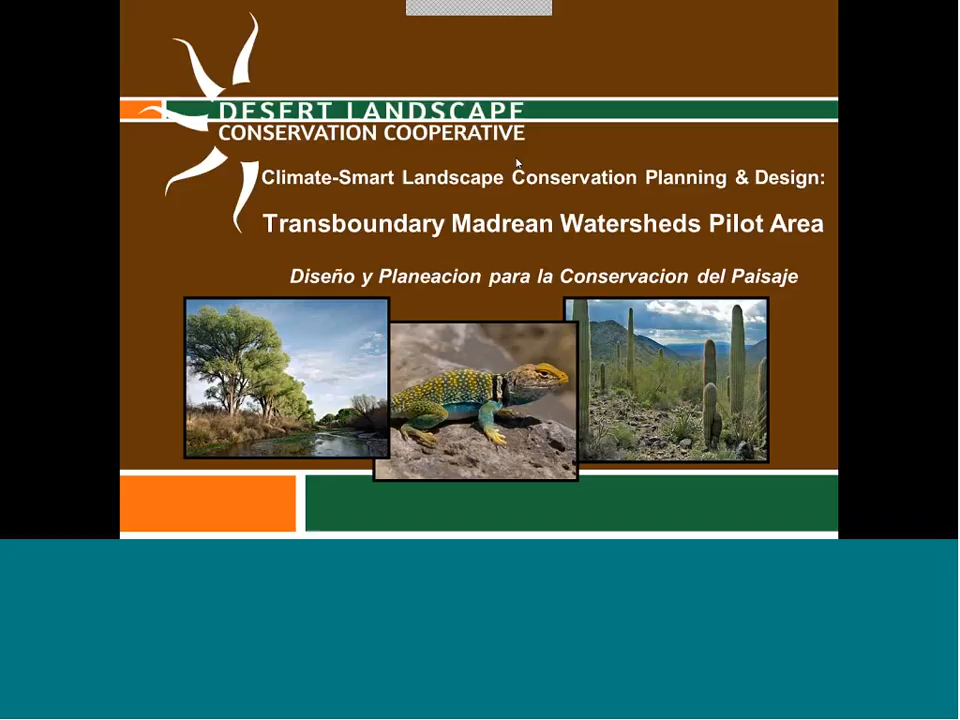 DESERT LANDSCAPE
CONSERVATION COOPERATIVE
Climate-Smart Landscape Conservation Planning & Design:
Transboundary Madrean Watersheds Pilot Area
Diseño y Planeacion para la Conservacion del Paisaje